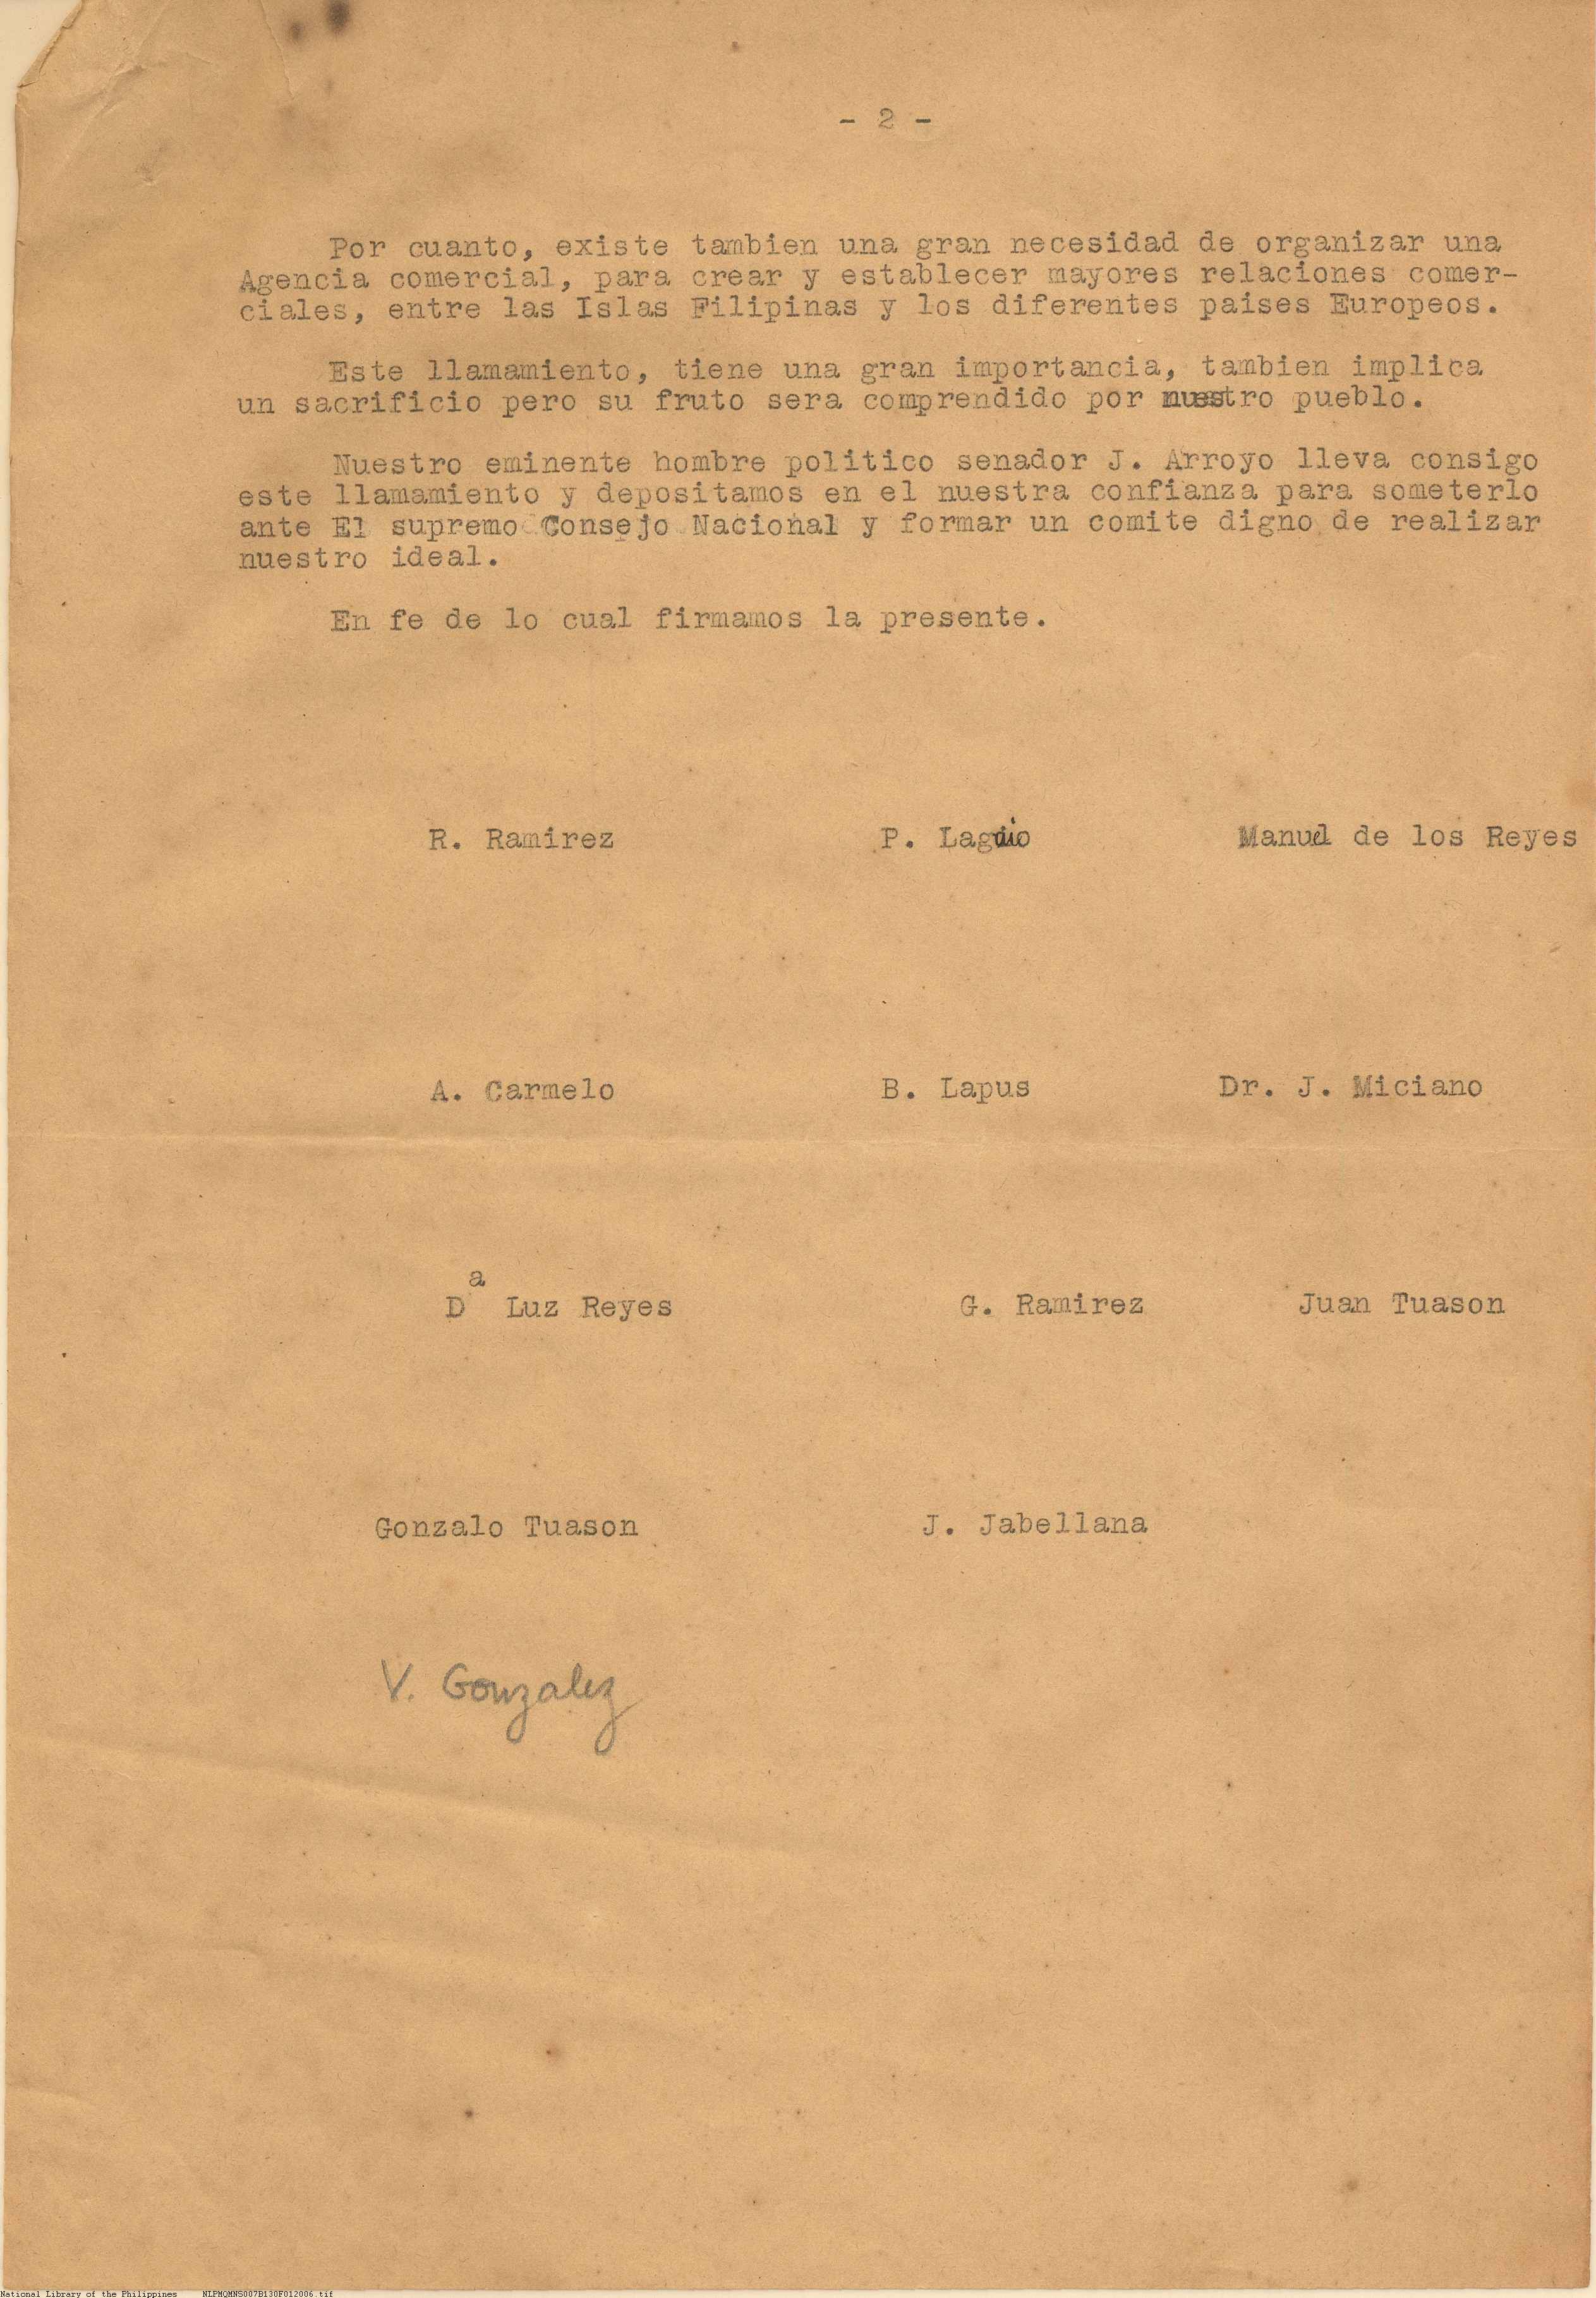 - 2 -
Por cuanto, existe tambien una gran necesidad de organizar una
Agencia comercial, para crear y establecer mayores relaciones comer-
ciales, entre las Islas Filipinas y los diferentes paises Europeos.
Este llamamiento, tiene una gran importancia, tambien implica
un sacrificio pero su fruto sera comprendido por nuestro pueblo.
Nuestro eminente hombre politico senador J. Arroyo lleva consigo
este llamamiento y depositamos en el nuestra confianza para someterlo
ante El supremo Consejo Nacional y formar un comite digno de realizar
nuestro ideal.
En fe de lo cual firmamos la presente.
R. Ramirez P. Manuel de los Reyes
A. Carmelo B. Lapus Dr. J. Miciano
Da Luz Reyes G. Ramirez Juan Tuason
Gonzalo Tuason J. Jabellana
V. Gonzalez
National Library of the Philippines NLPMQMNS007B130F012006.tif